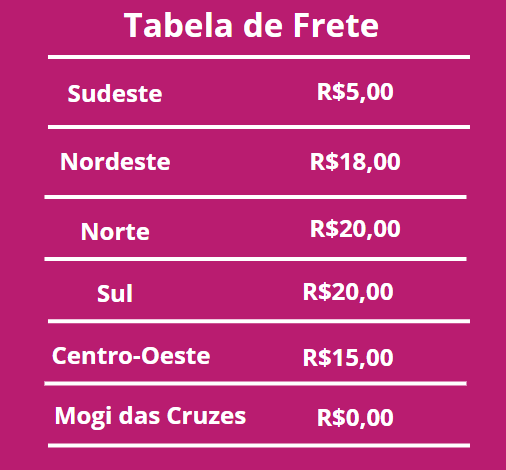 Tabela de Frete
Sudeste R$5,00
Nordeste R$18,00
Norte R$20,00
Sul R$20,00
Centro-Oeste R$15,00
Mogi das Cruzes R$0,00